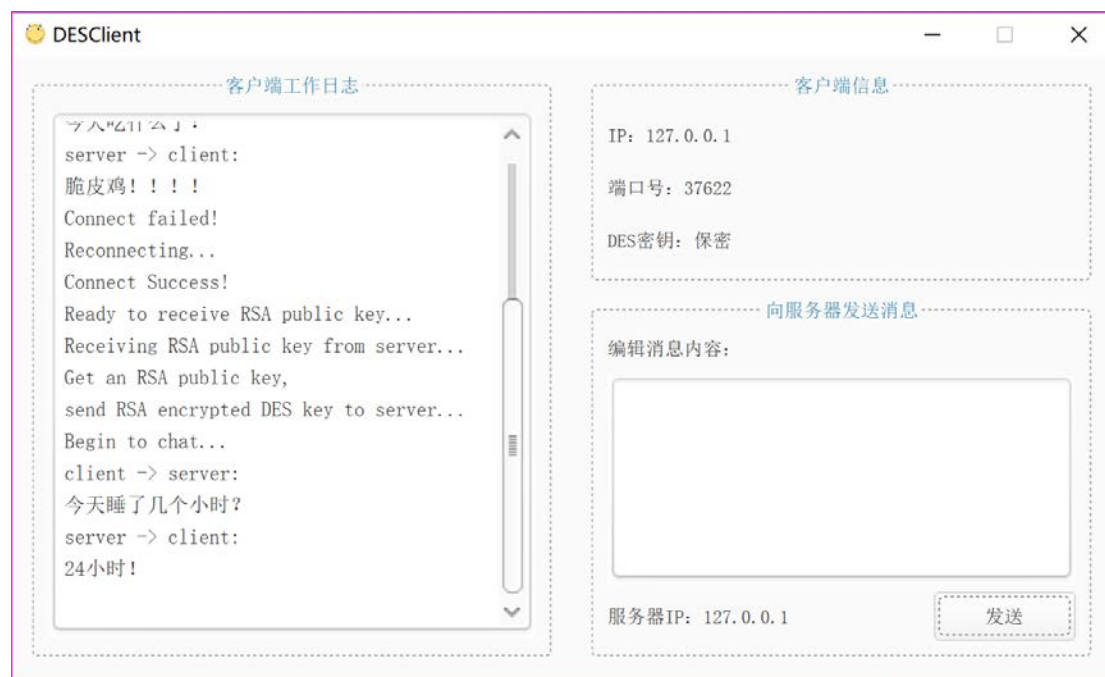 DESClient
客户端工作日志
server -> client:
脆皮鸡！！！！
Connect failed!
Reconnecting...
Connect Success!
Ready to receive RSA public key...
Receiving RSA public key from server...
Get an RSA public key,
send RSA encrypted DES key to server...
Begin to chat...
client -> server:
今天睡了几个小时？
server -> client:
24小时！
客户端信息
IP: 127.0.0.1
端口号: 37622
DES密钥: 保密
向服务器发送消息
编辑消息内容:
服务器IP: 127.0.0.1
发送